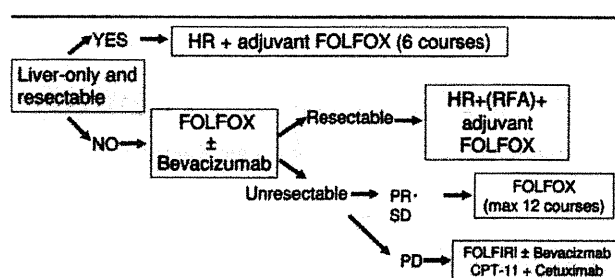 YES
HR + adjuvant FOLFOX (6 courses)
Liver-only and
resectable
NO
FOLFOX
±
Bevacizumab
Resectable
HR+(RFA)+
adjuvant
FOLFOX
Unresectable
PR·
SD
FOLFOX
(max 12 courses)
PD
FOLFIRI ± Bevacizmab
CPT-11 + Cetuximab